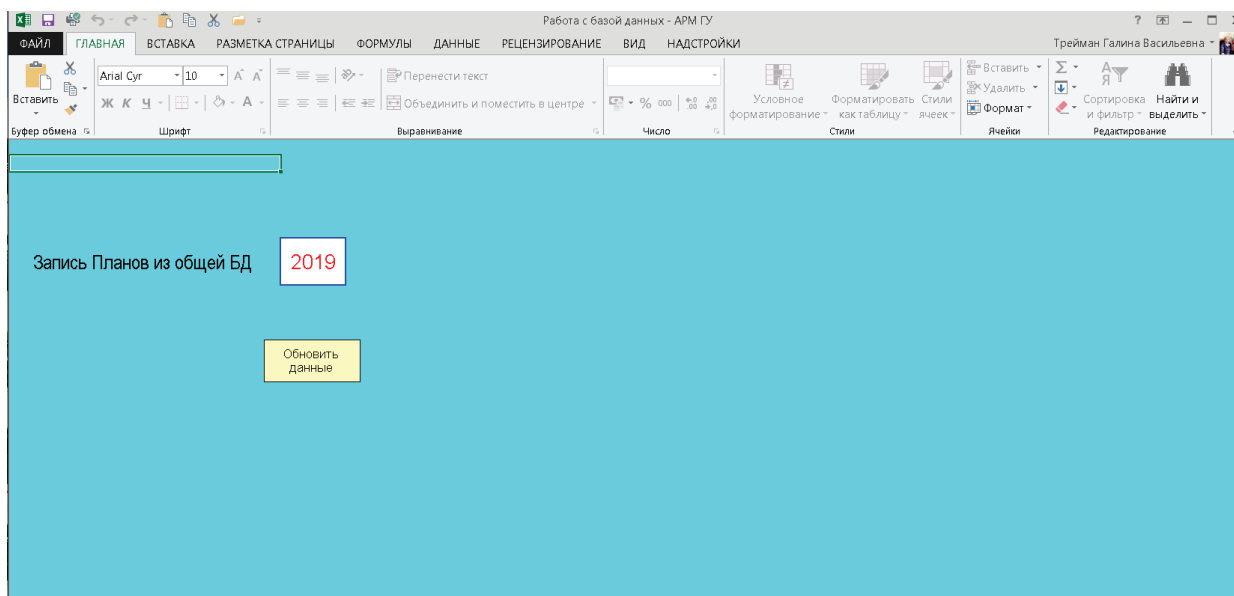 Работа с базой данных - АРМ ГУ
?
ФАЙЛ ГЛАВНАЯ ВСТАВКА РАЗМЕТКА СТРАНИЦЫ ФОРМУЛЫ ДАННЫЕ РЕЦЕНЗИРОВАНИЕ ВИД НАДСТРОЙКИ Трейман Галина Васильевна
Вставить
Буфер обмена
Arial Cyr 10 A A
Ж К Ч A
Шрифт
Перенести текст
Объединить и поместить в центре
Выравнивание
% 000
Число
Условное форматирование
Форматировать как таблицу
Стили ячеек
Стили
Вставить
Удалить
Формат
Ячейки
Σ
Сортировка и фильтр
Найти и выделить
Редактирование
Запись Планов из общей БД 2019
Обновить
данные